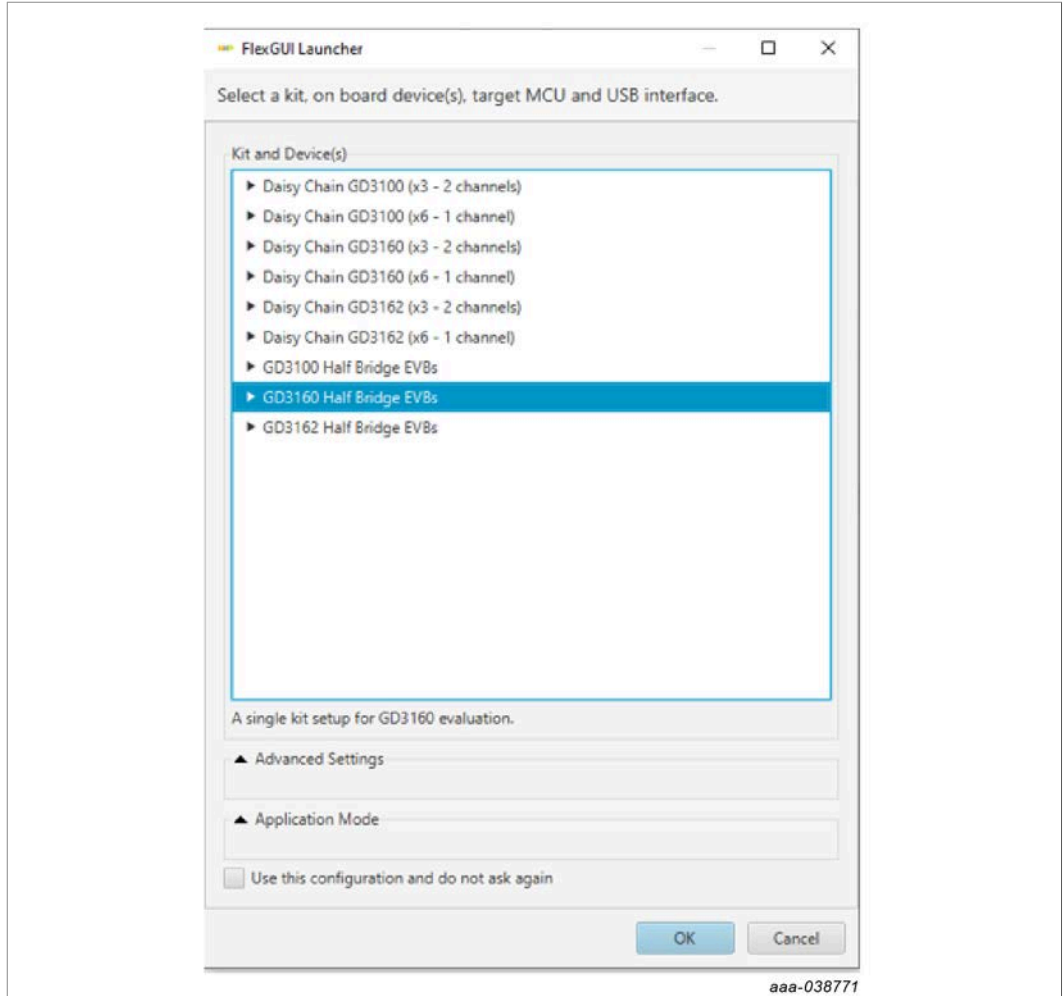 FlexGUI Launcher
Select a kit, on board device(s), target MCU and USB interface.
Kit and Device(s)
Daisy Chain GD3100 (x3 - 2 channels)
Daisy Chain GD3100 (x6 - 1 channel)
Daisy Chain GD3160 (x3 - 2 channels)
Daisy Chain GD3160 (x6 - 1 channel)
Daisy Chain GD3162 (x3 - 2 channels)
Daisy Chain GD3162 (x6 - 1 channel)
GD3100 Half Bridge EVBs
GD3160 Half Bridge EVBs
GD3162 Half Bridge EVBs
A single kit setup for GD3160 evaluation.
Advanced Settings
Application Mode
Use this configuration and do not ask again
OK Cancel
aaa-038771